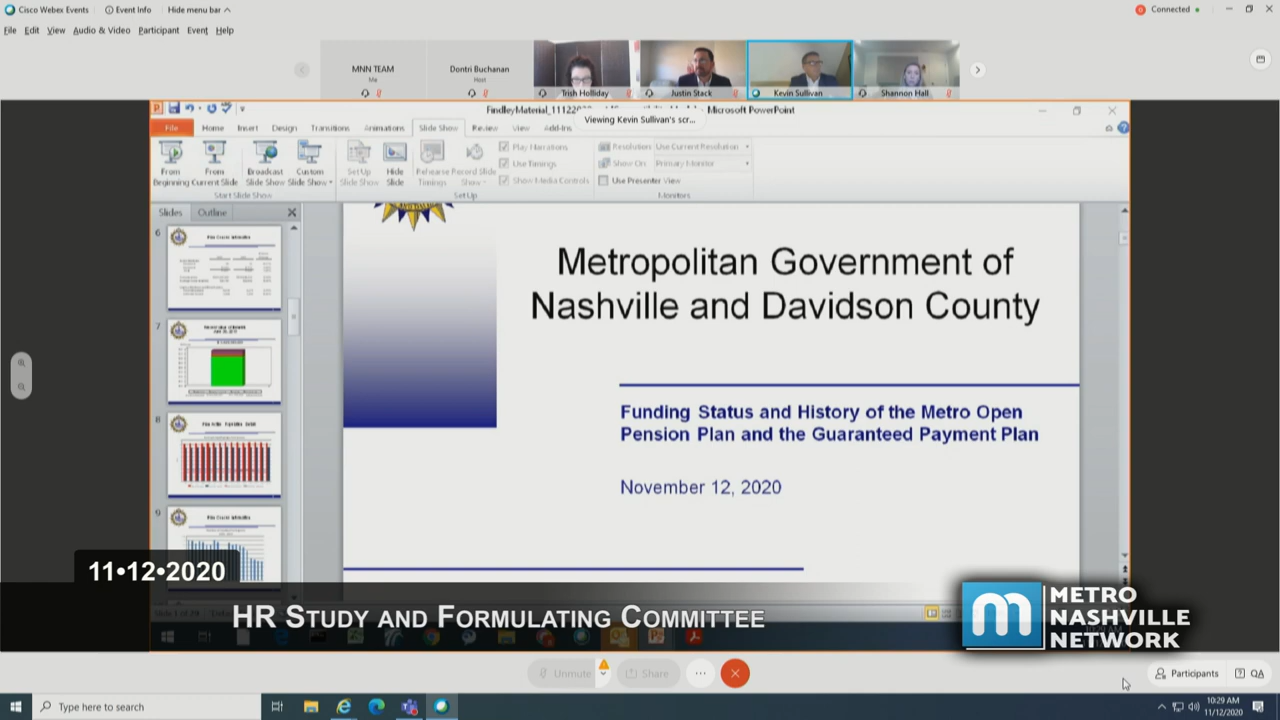 Cisco Webex Events
Event Info
Hide menu bar
Connected
File Edit View Audio & Video Participant Event Help
MNN TEAM
Me
Dontri Buchanan
Host
Trish Holliday
Justin Stack
Kevin Sullivan
Shannon Hall
Microsoft PowerPoint
Viewing Kevin Sullivan's scr...
File Home Insert Design Transitions Animations Slide Show Review View Add-Ins
From Beginning
From Current Slide
Broadcast Slide Show
Custom Slide Show
Set Up Slide Show
Hide Slide
Rehearse Timings
Record Slide Show
Play Narrations
Use Timings
Show Media Controls
Resolution: Use Current Resolution
Show On: Primary Monitor
Use Presenter View
Start Slide Show
Set Up
Monitors
Slides Outline
6
7
8
9
Metropolitan Government of
Nashville and Davidson County
Funding Status and History of the Metro Open
Pension Plan and the Guaranteed Payment Plan
November 12, 2020
11•12•2020
HR STUDY AND FORMULATING COMMITTEE
METRO
NASHVILLE
NETWORK
Unmute
Share
Participants
Q&A
Type here to search
10:29 AM
11/12/2020